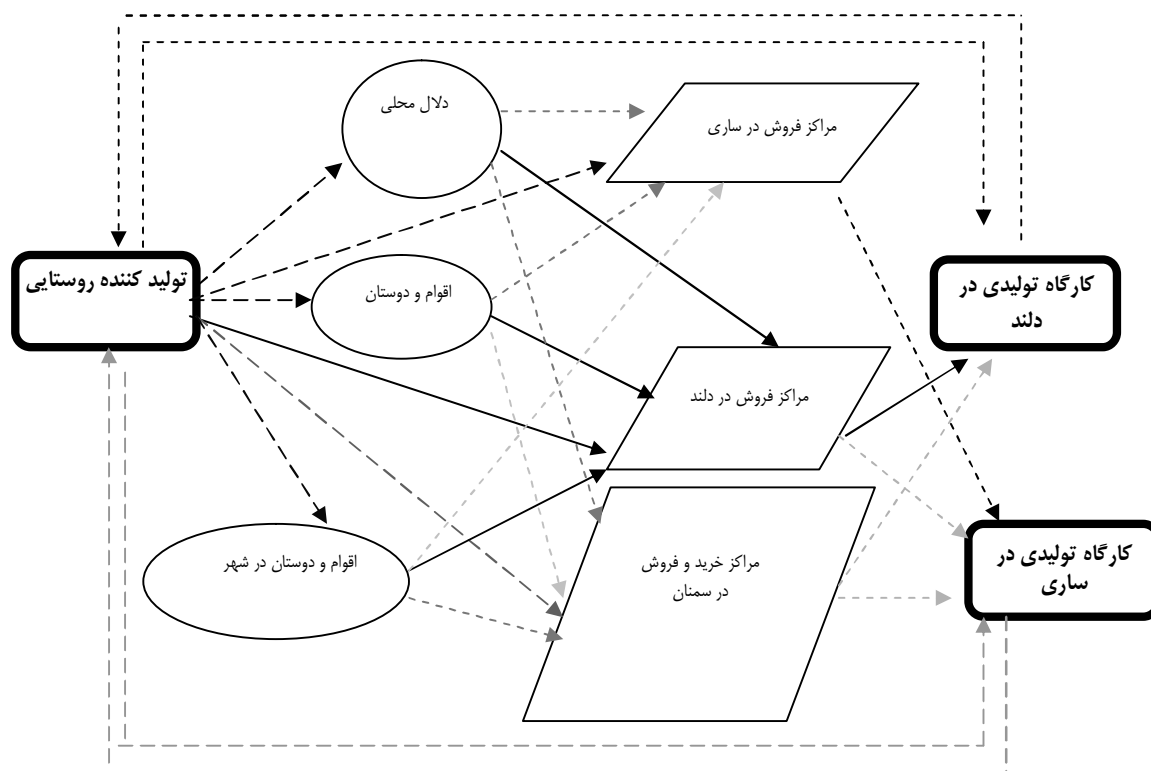 دلال محلی
مراکز فروش در ساری
تولید کننده روستایی
اقوام و دوستان
کارگاه تولیدی در
دلند
مراکز فروش در دلند
اقوام و دوستان در شهر
مراکز خرید و فروش
در سمنان
کارگاه تولیدی در
ساری